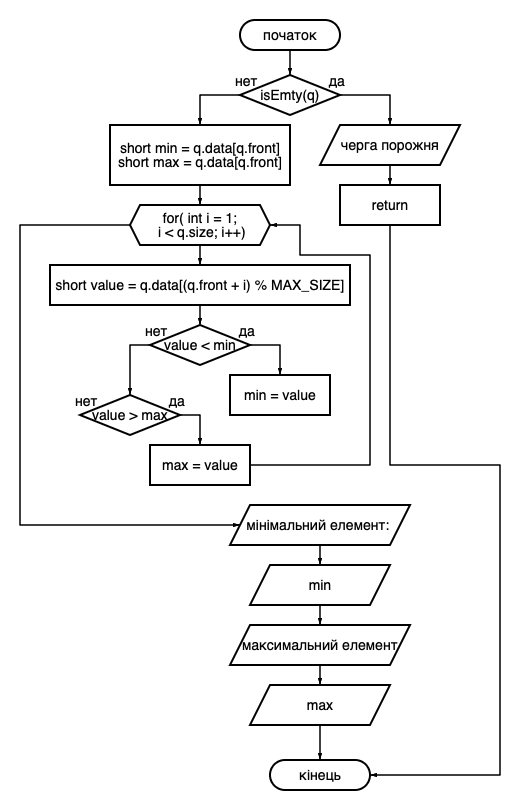 початок
нет
да
isEmty(q)
short min = q.data[q.front]
short max = q.data[q.front]
черга порожня
return
for( int i = 1;
i < q.size; i++)
short value = q.data[(q.front + i) % MAX_SIZE]
нет
да
value < min
min = value
нет
да
value > max
max = value
мінімальний елемент:
min
максимальний елемент
max
кінець